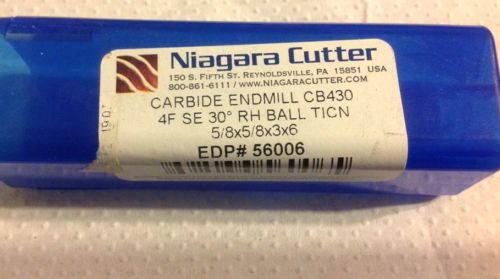 Niagara Cutter
150 S. FIFTH ST. REYNOLDSVILLE, PA 15851 USA
800-861-6111 / www.NIAGARACUTTER.COM
CARBIDE ENDMILL CB430
4F SE 30° RH BALL TICN
5/8x5/8x3x6
EDP# 56006